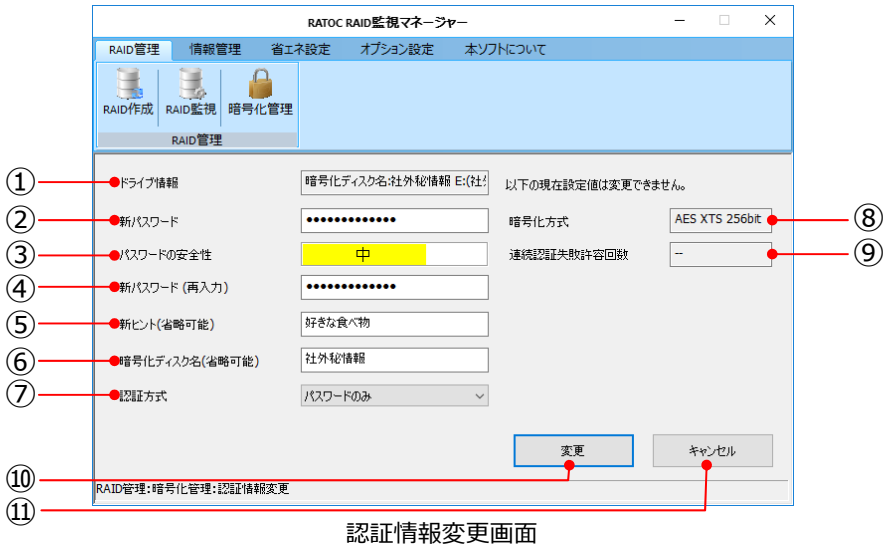 RATOC RAID監視マネージャー
RAID管理 情報管理 省エネ設定 オプション設定 本ソフトについて
RAID作成 RAID監視 暗号化管理
RAID管理
① ドライブ情報 暗号化ディスク名:社外秘情報 E:(社外 以下の現在設定値は変更できません。
② 新パスワード ●●●●●●●●●●●●● 暗号化方式 AES XTS 256bit ⑧
③ パスワードの安全性 中 連続認証失敗許容回数 -- ⑨
④ 新パスワード (再入力) ●●●●●●●●●●●●●
⑤ 新ヒント(省略可能) 好きな食べ物
⑥ 暗号化ディスク名(省略可能) 社外秘情報
⑦ 認証方式 パスワードのみ
変更 キャンセル
⑩
RAID管理:暗号化管理:認証情報変更
⑪
認証情報変更画面